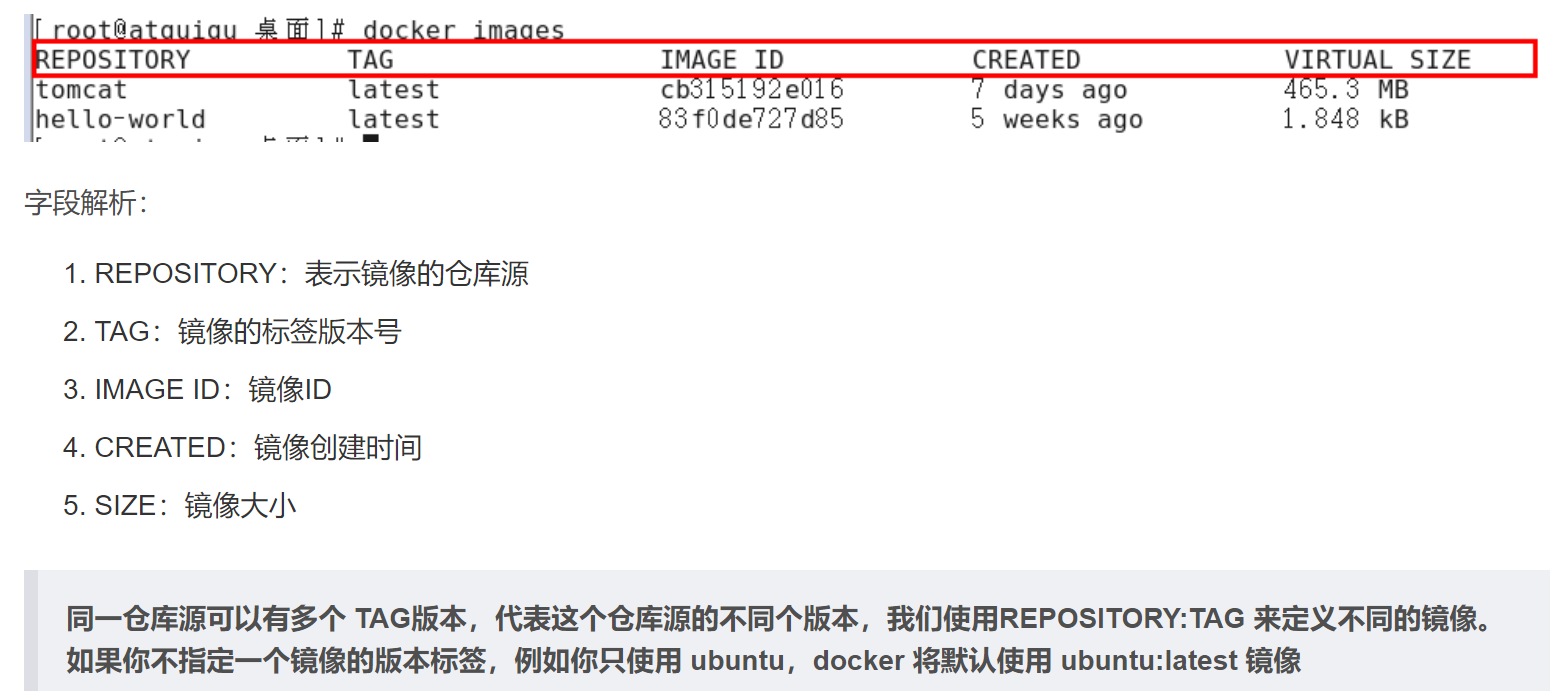 [root@atguigu 桌面]# docker images
REPOSITORY TAG IMAGE ID CREATED VIRTUAL SIZE
tomcat latest cb315192e016 7 days ago 465.3 MB
hello-world latest 83f0de727d85 5 weeks ago 1.848 kB
字段解析：
1. REPOSITORY：表示镜像的仓库源
2. TAG：镜像的标签版本号
3. IMAGE ID：镜像ID
4. CREATED：镜像创建时间
5. SIZE：镜像大小
同一仓库源可以有多个 TAG版本，代表这个仓库源的不同个版本，我们使用REPOSITORY:TAG 来定义不同的镜像。
如果你不指定一个镜像的版本标签，例如你只使用 ubuntu，docker 将默认使用 ubuntu:latest 镜像